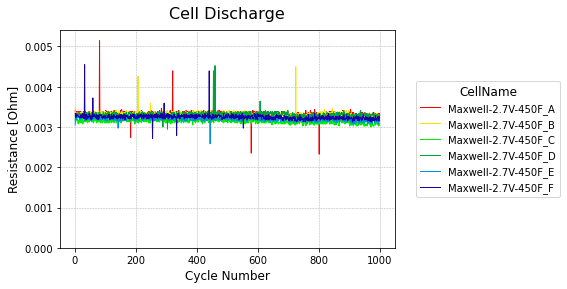 Cell Discharge
0.005
0.004
0.003
0.002
0.001
0.000
Resistance [Ohm]
0 200 400 600 800 1000
Cycle Number
CellName
Maxwell-2.7V-450F_A
Maxwell-2.7V-450F_B
Maxwell-2.7V-450F_C
Maxwell-2.7V-450F_D
Maxwell-2.7V-450F_E
Maxwell-2.7V-450F_F